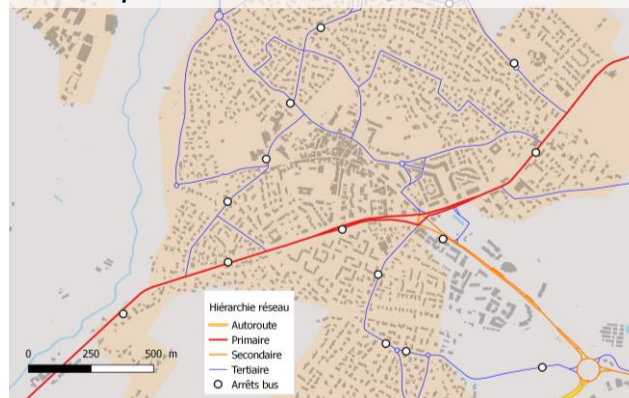 Hiérarchie réseau
Autoroute
Primaire
Secondaire
Tertiaire
Arrêts bus
0 250 500 m